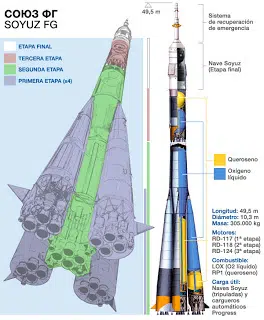 СОЮЗ ФГ
SOYUZ FG
ETAPA FINAL
TERCERA ETAPA
SEGUNDA ETAPA
PRIMERA ETAPA (x4)
49,5 m
Sistema
de recuperación
de emergencia
Nave Soyuz
(Etapa final)
Queroseno
Oxígeno
líquido
Longitud: 49,5 m
Diámetro: 10,3 m
Masa: 305.000 kg
Motores:
RD-117 (1ª etapa)
RD-118 (2ª etapa)
RD-124 (3ª etapa)
Combustible:
LOX (O2 líquido)
RP1 (queroseno)
Carga útil:
Naves Soyuz
(tripuladas) y
cargueros
automáticos
Progress